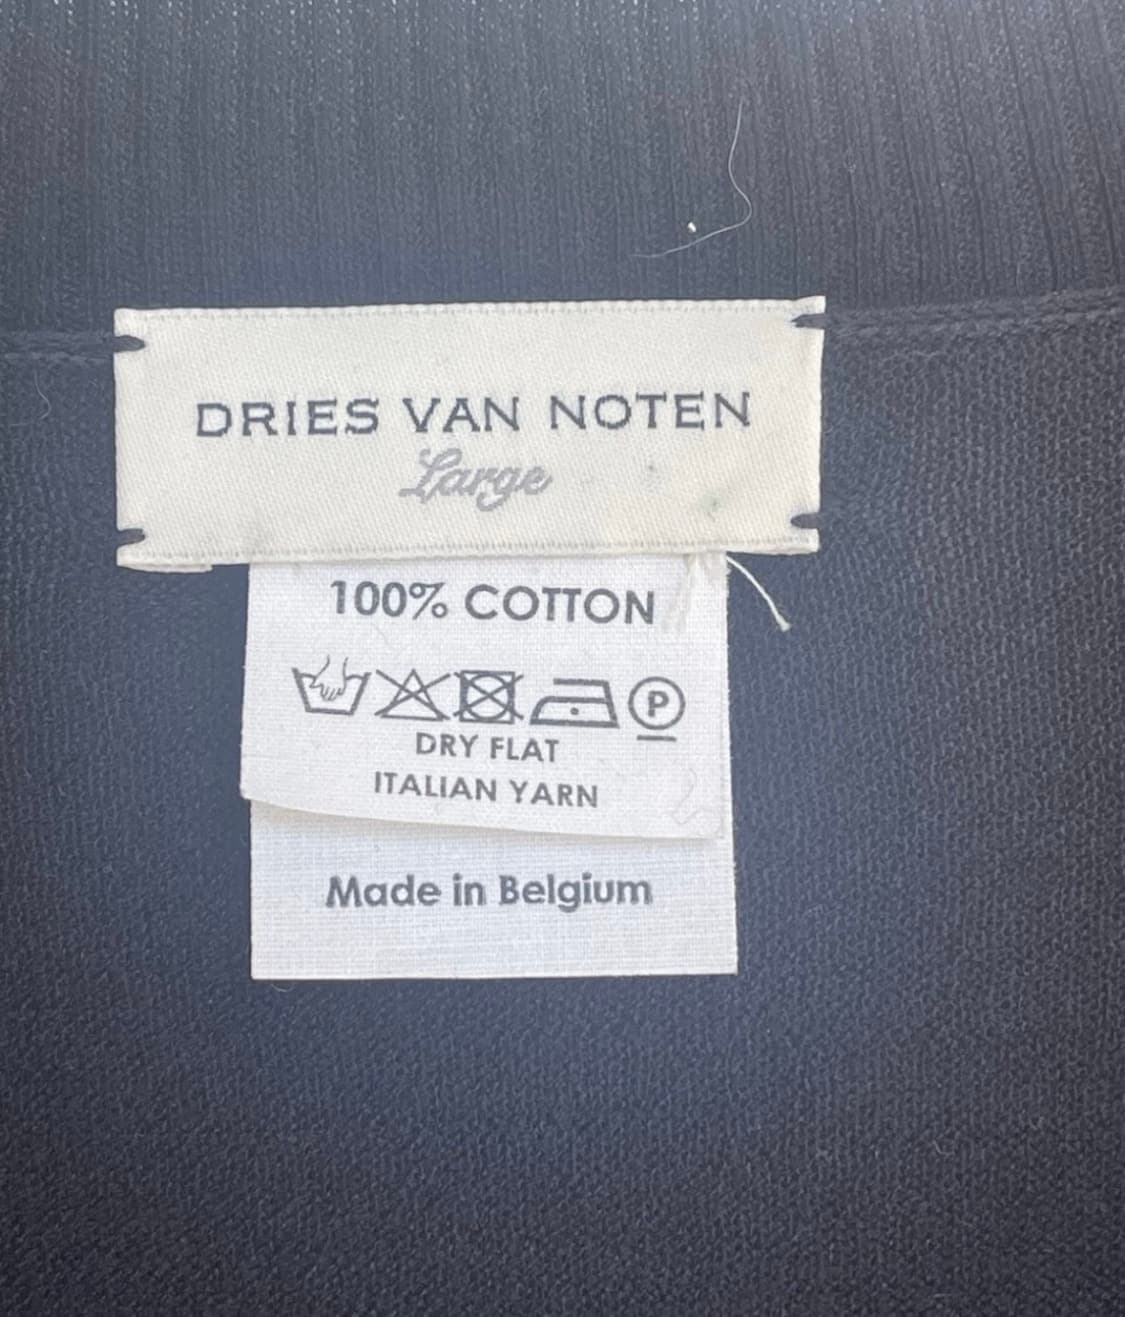 DRIES VAN NOTEN
Large
100% COTTON
P
DRY FLAT
ITALIAN YARN
Made in Belgium